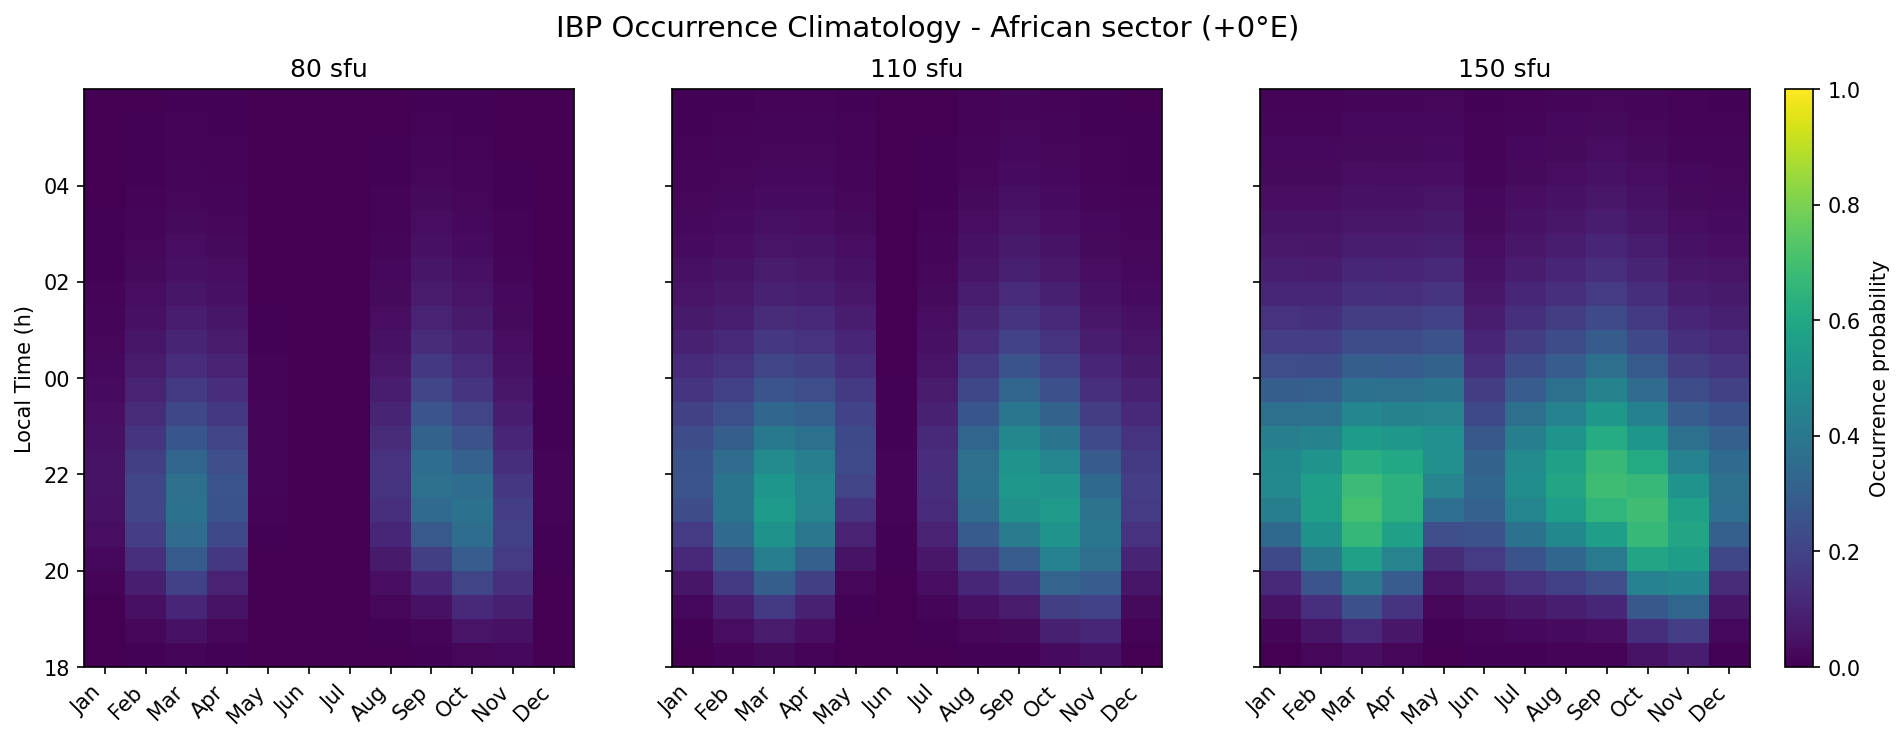 IBP Occurrence Climatology - African sector (+0°E)
80 sfu
110 sfu
150 sfu
Local Time (h)
04
02
00
22
20
18
Jan Feb Mar Apr May Jun Jul Aug Sep Oct Nov Dec
Jan Feb Mar Apr May Jun Jul Aug Sep Oct Nov Dec
Jan Feb Mar Apr May Jun Jul Aug Sep Oct Nov Dec
1.0
0.8
0.6
0.4
0.2
0.0
Occurrence probability